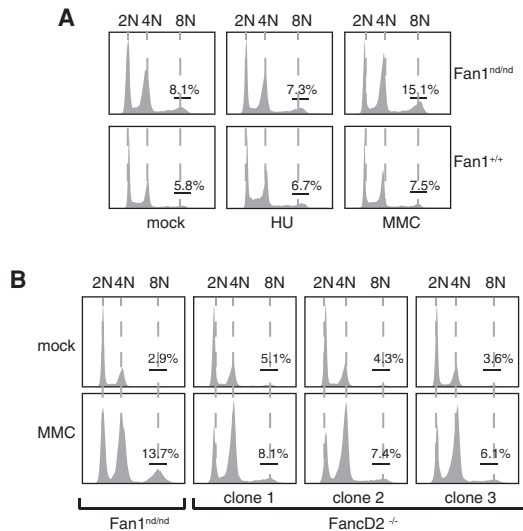 A
2N 4N 8N 2N 4N 8N 2N 4N 8N
8.1% 7.3% 15.1% Fan1nd/nd
5.8% 6.7% 7.5% Fan1+/+
mock HU MMC
B
2N 4N 8N 2N 4N 8N 2N 4N 8N 2N 4N 8N
mock 2.9% 5.1% 4.3% 3.6%
MMC 13.7% 8.1% 7.4% 6.1%
clone 1 clone 2 clone 3
Fan1nd/nd FancD2 -/-